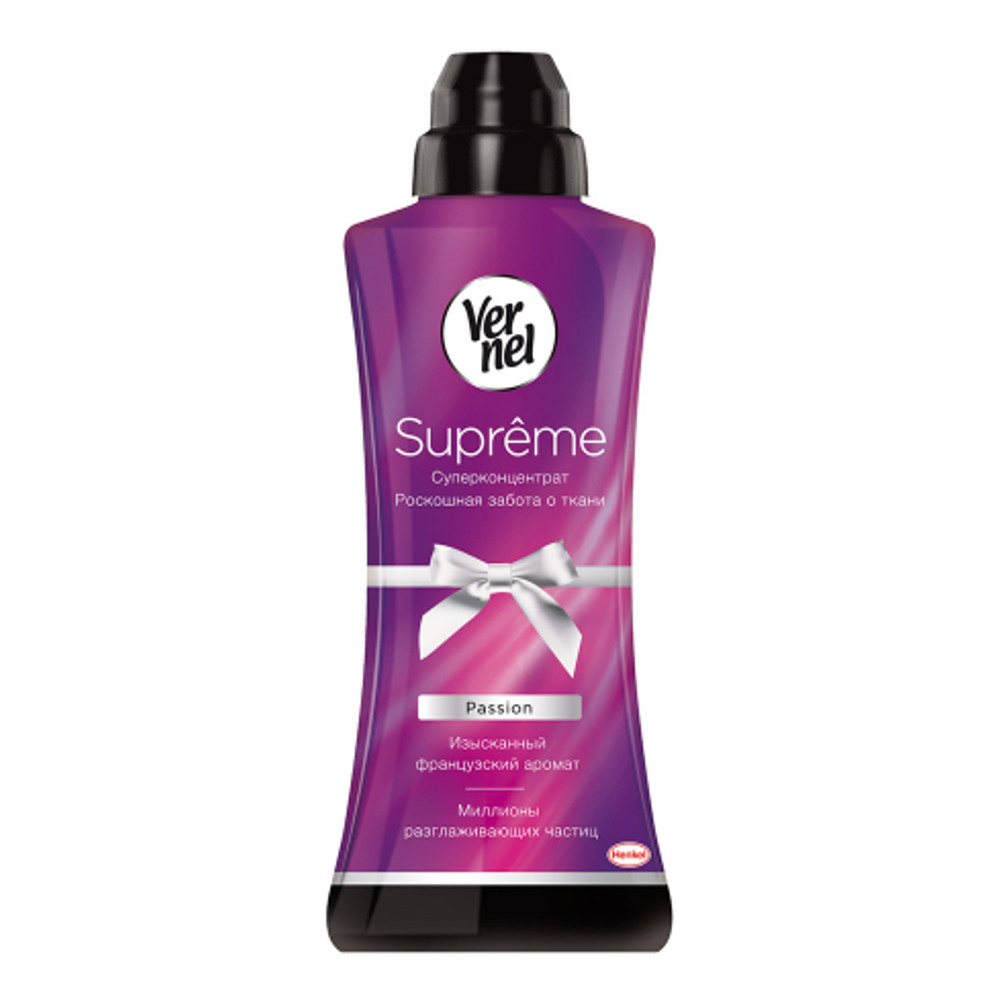 Ver
nel
Suprême
Суперконцентрат
Роскошная забота о ткани
Passion
Изысканный
французский аромат
Миллионы
разглаживающих частиц
Henkel